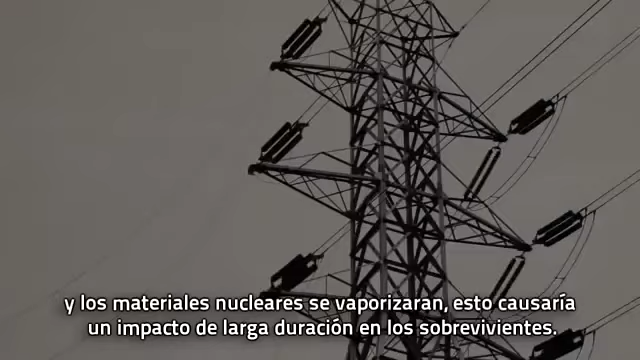 y los materiales nucleares se vaporizaran, esto causaría
un impacto de larga duración en los sobrevivientes.